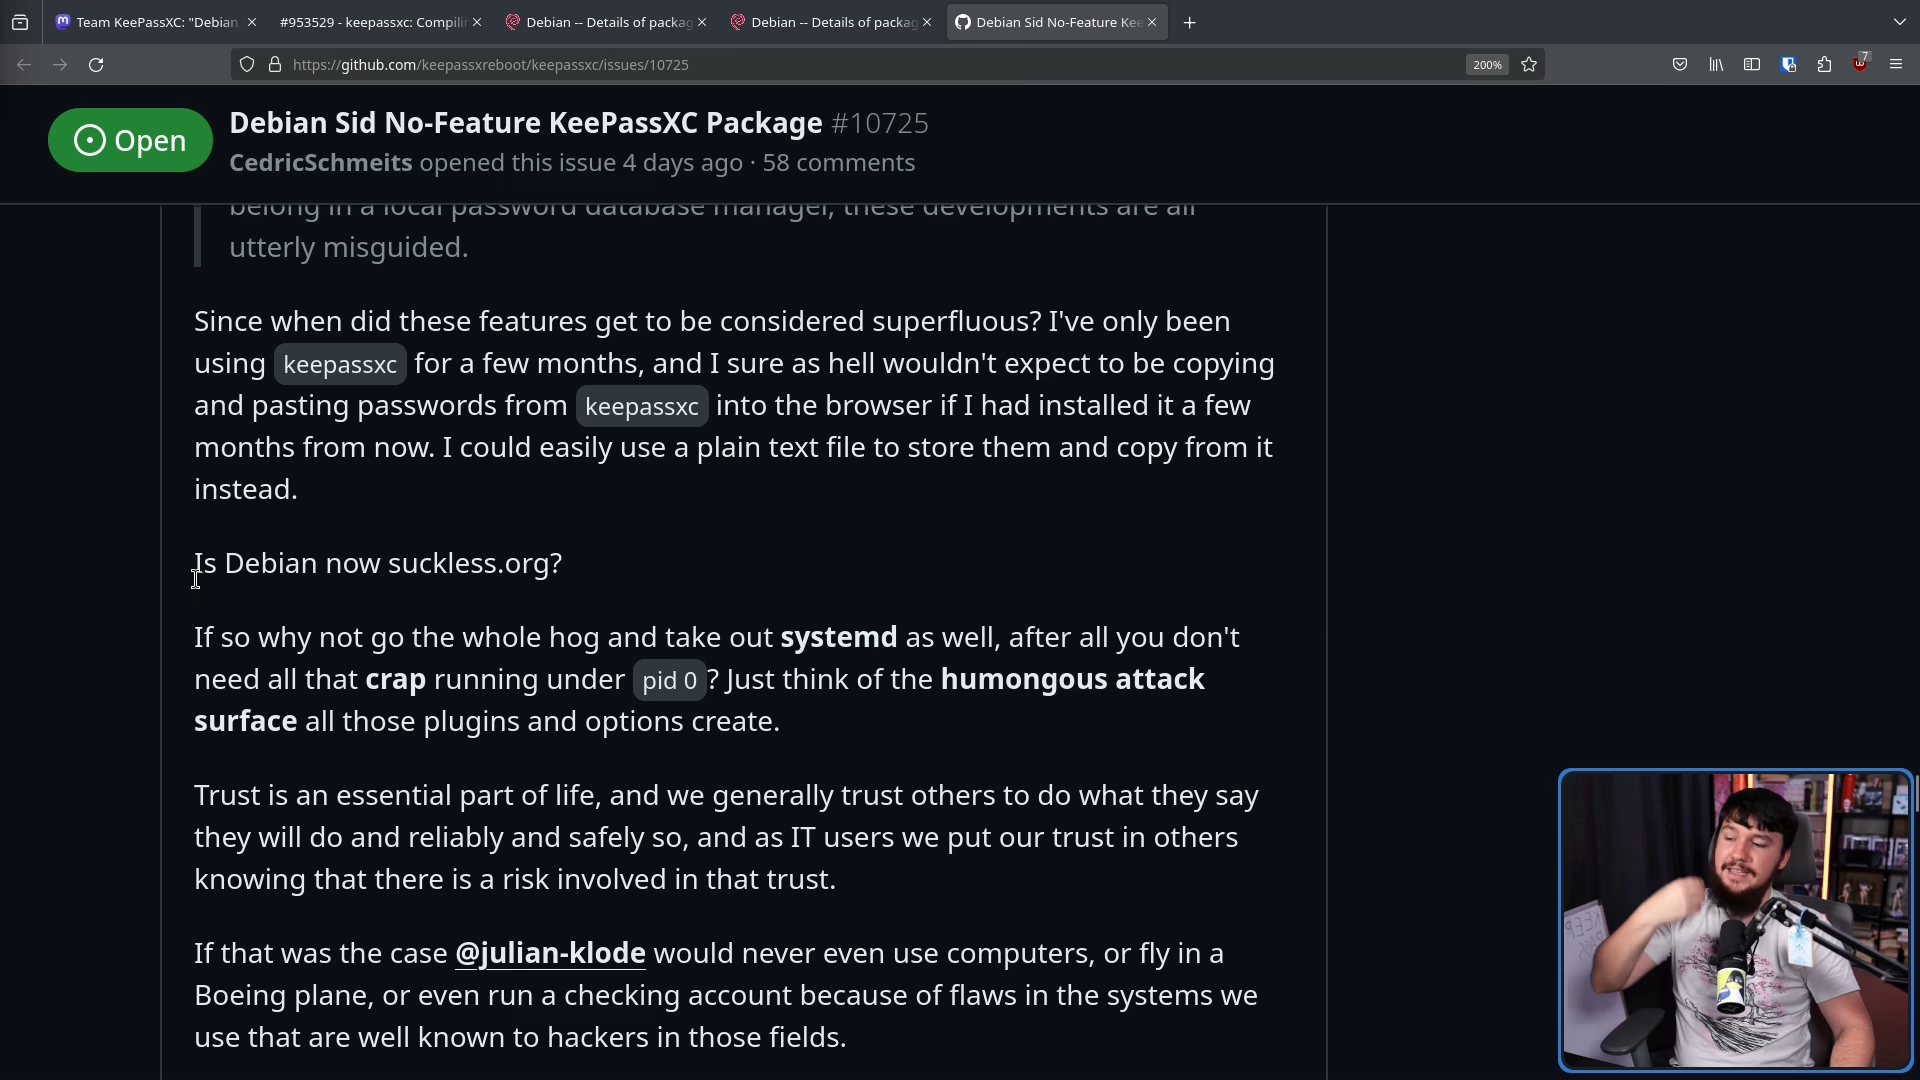 Team KeePassXC: "Debian
#953529 - keepassxc: Compilin
Debian -- Details of packag
Debian -- Details of packag
Debian Sid No-Feature Kee
https://github.com/keepassxreboot/keepassxc/issues/10725
200%
7
Open
Debian Sid No-Feature KeePassXC Package #10725
CedricSchmeits opened this issue 4 days ago · 58 comments
belong in a local password database manager, these developments are all
utterly misguided.
Since when did these features get to be considered superfluous? I've only been
using keepassxc for a few months, and I sure as hell wouldn't expect to be copying
and pasting passwords from keepassxc into the browser if I had installed it a few
months from now. I could easily use a plain text file to store them and copy from it
instead.
Is Debian now suckless.org?
If so why not go the whole hog and take out systemd as well, after all you don't
need all that crap running under pid 0? Just think of the humongous attack
surface all those plugins and options create.
Trust is an essential part of life, and we generally trust others to do what they say
they will do and reliably and safely so, and as IT users we put our trust in others
knowing that there is a risk involved in that trust.
If that was the case @julian-klode would never even use computers, or fly in a
Boeing plane, or even run a checking account because of flaws in the systems we
use that are well known to hackers in those fields.